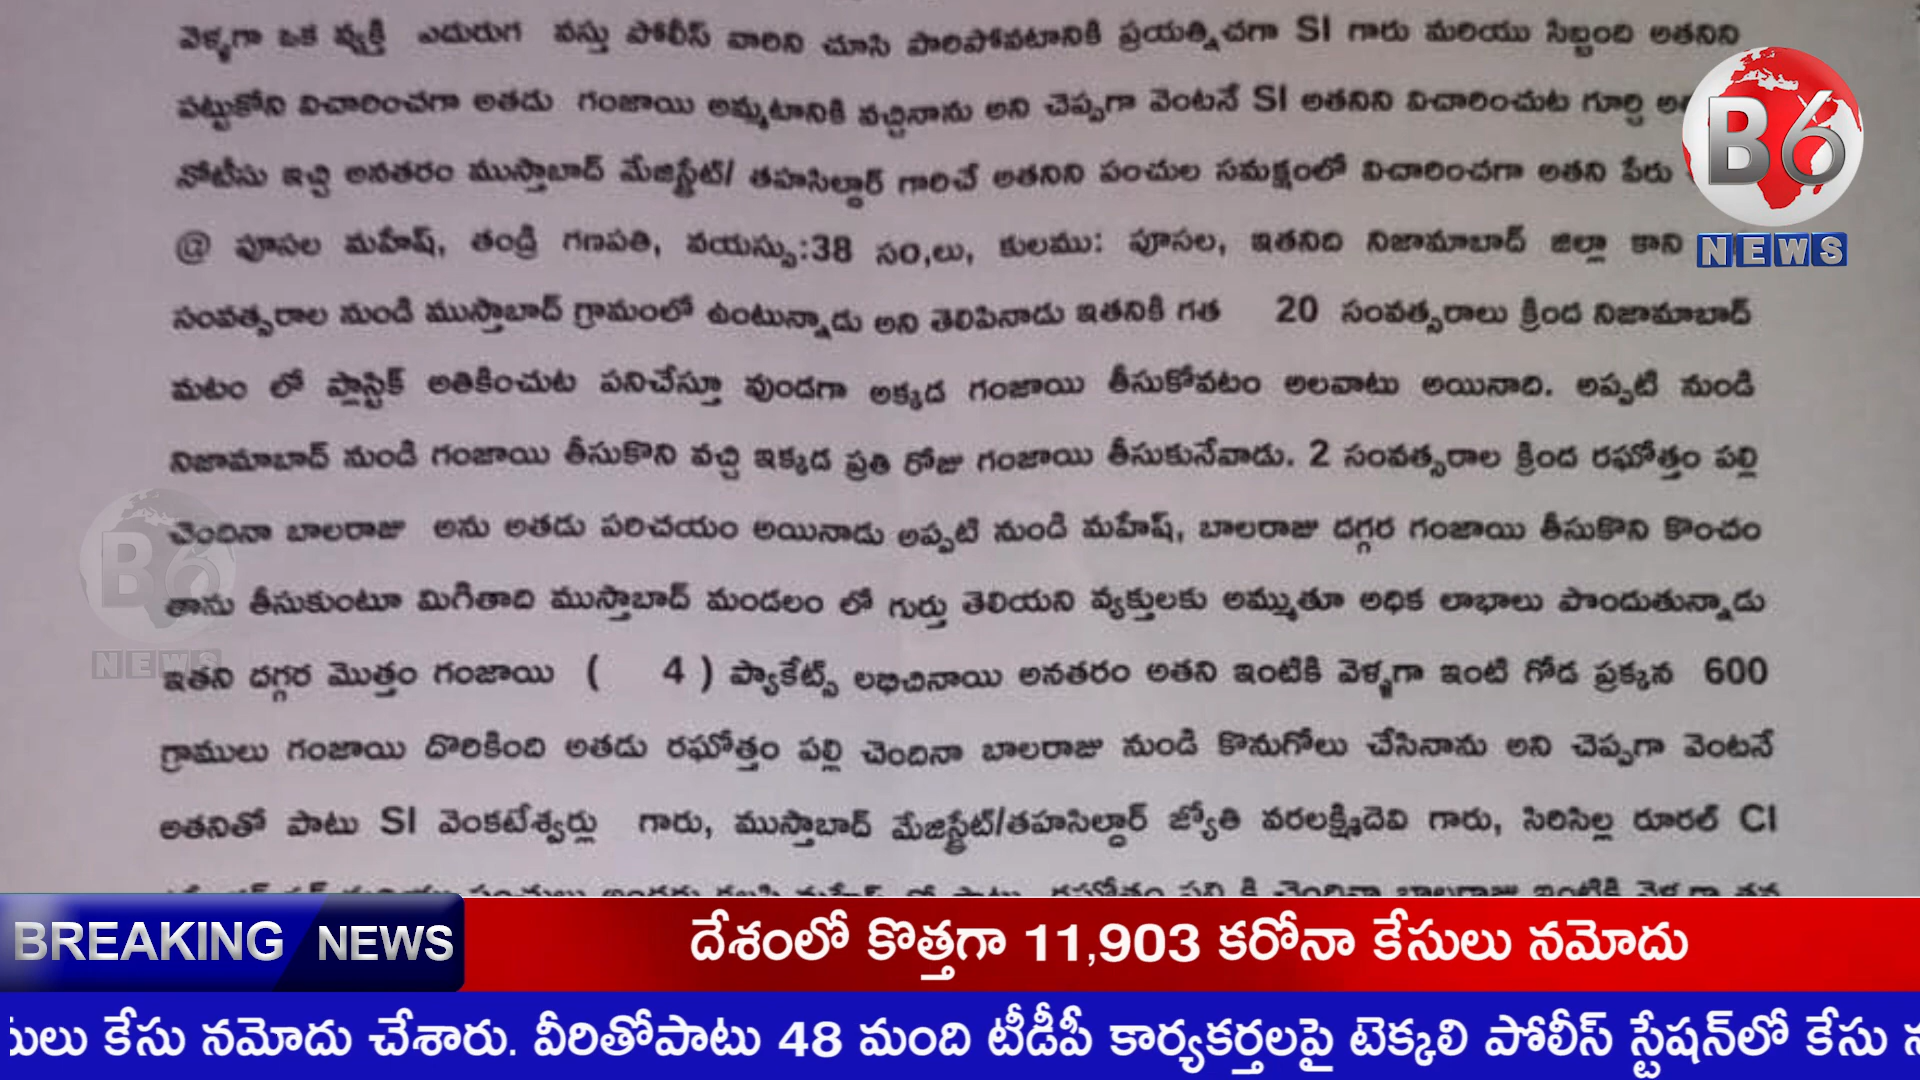 వెళ్ళగా ఒక వ్యక్తి ఎదురుగ వస్తు పోలీస్ వారిని చూసి పారిపోవటానికి ప్రయత్నిచగా SI గారు మరియు సిబ్బంది అతనిని
పట్టుకోని విచారించగా అతడు గంజాయి అమ్మటానికి వచ్చినాను అని చెప్పగా వెంటనే SI అతనిని విచారించుట గూర్చి
నోటీసు ఇచ్చి అనతరం ముస్తాబాద్ మేజిస్ట్రేట్/ తహసిల్దార్ గారిచే అతనిని పంచుల సమక్షంలో విచారించగా అతని పేరు
@ పూసల మహేష్, తండ్రి గణపతి, వయస్సు:38 సం,లు, కులము: పూసల, ఇతనిది నిజామాబాద్ జిల్లా కాని
సంవత్సరాల నుండి ముస్తాబాద్ గ్రామంలో ఉంటున్నాడు అని తెలిపినాడు ఇతనికి గత 20 సంవత్సరాలు క్రింద నిజామాబాద్
మటం లో ప్లాస్టిక్ అతికించుట పనిచేస్తూ వుండగా అక్కడ గంజాయి తీసుకోవటం అలవాటు అయినాది. అప్పటి నుండి
నిజామాబాద్ నుండి గంజాయి తీసుకొని వచ్చి ఇక్కడ ప్రతి రోజు గంజాయి తీసుకునేవాడు. 2 సంవత్సరాల క్రింద రఘోత్తం పల్లి
చెందినా బాలరాజు అను అతడు పరిచయం అయినాడు అప్పటి నుండి మహేష్, బాలరాజు దగ్గర గంజాయి తీసుకొని కొంచం
తాను తీసుకుంటూ మిగితాది ముస్తాబాద్ మండలం లో గుర్తు తెలియని వ్యక్తులకు అమ్ముతూ అధిక లాభాలు పొందుతున్నాడు
ఇతని దగ్గర మొత్తం గంజాయి ( 4 ) ప్యాకేట్స్ లభిచినాయి అనతరం అతని ఇంటికి వెళ్ళగా ఇంటి గోడ ప్రక్కన 600
గ్రాములు గంజాయి దొరికింది అతడు రఘోత్తం పల్లి చెందినా బాలరాజు నుండి కొనుగోలు చేసినాను అని చెప్పగా వెంటనే
అతనితో పాటు SI వెంకటేశ్వర్లు గారు, ముస్తాబాద్ మేజిస్ట్రేట్/తహసిల్దార్ జ్యోతి వరలక్ష్మిదెవి గారు, సిరిసిల్ల రూరల్ CI
B6
NEWS
B6
NEWS
BREAKING NEWS
దేశంలో కొత్తగా 11,903 కరోనా కేసులు నమోదు
కేసు నమోదు చేశారు. వీరితోపాటు 48 మంది టీడీపీ కార్యకర్తలపై టెక్కలి పోలీస్ స్టేషన్‌లో కేసు